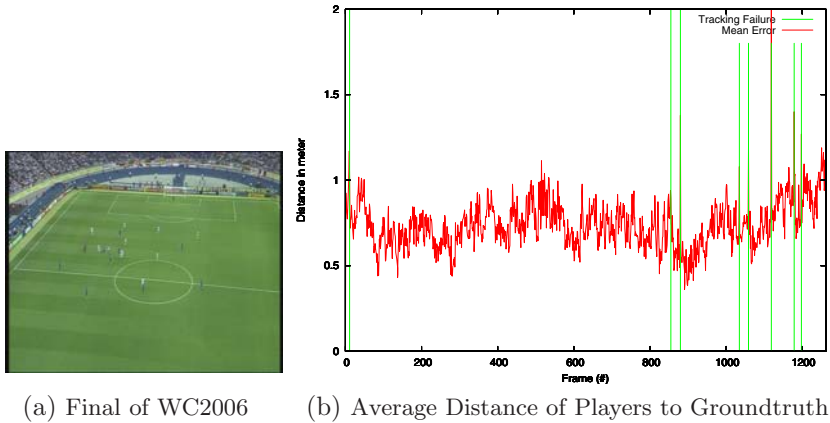 2
1.5
1
0.5
0
Distance in meter
0
200
400
600
800
1000
1200
Frame (#)
Tracking Failure
Mean Error
(a) Final of WC2006
(b) Average Distance of Players to Groundtruth